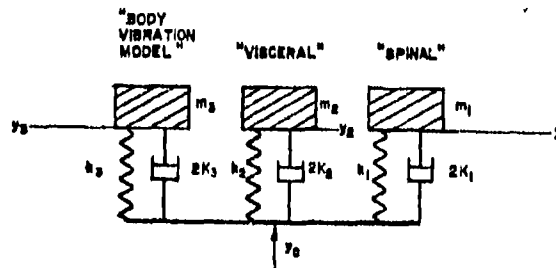 "BODY
VIBRATION
MODEL" "VISCERAL" "SPINAL"
m₃ m₂ m₁
y₃ y₂
k₃ 2K₃ k₂ 2K₂ k₁ 2K₁
y₀